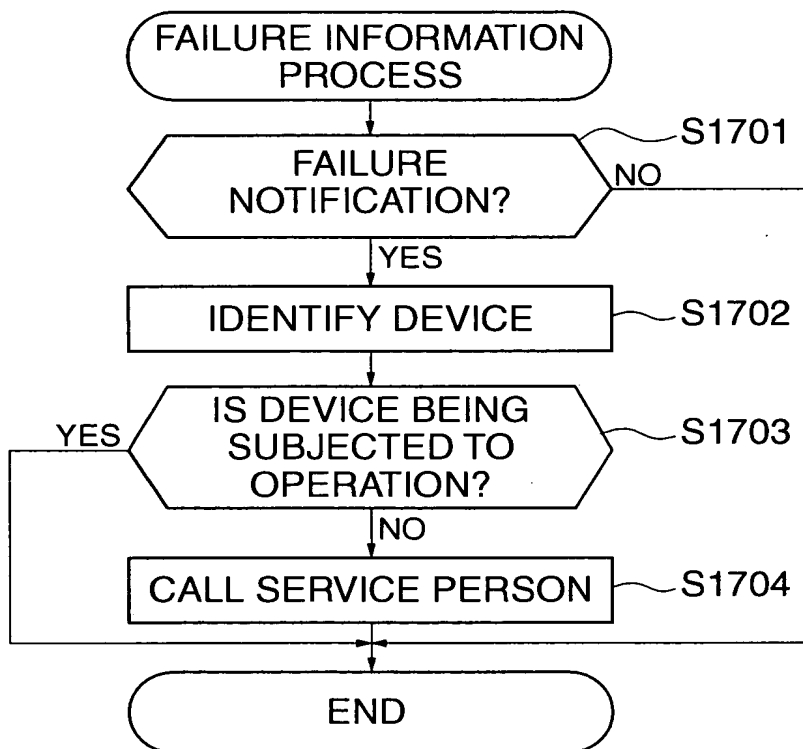 FAILURE INFORMATION
PROCESS
S1701
FAILURE
NOTIFICATION?
NO
YES
IDENTIFY DEVICE
S1702
IS DEVICE BEING
SUBJECTED TO
OPERATION?
YES
S1703
NO
CALL SERVICE PERSON
S1704
END